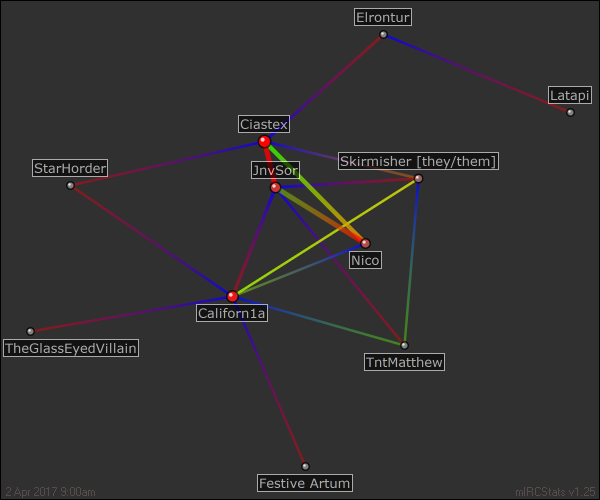 Elrontur
Latapi
Ciastex
Skirmisher [they/them]
StarHorder
JnvSor
Nico
Californ1a
TheGlassEyedVillain
TntMatthew
Festive Artum
2 Apr 2017 9:00am
mIRCStats v1.25